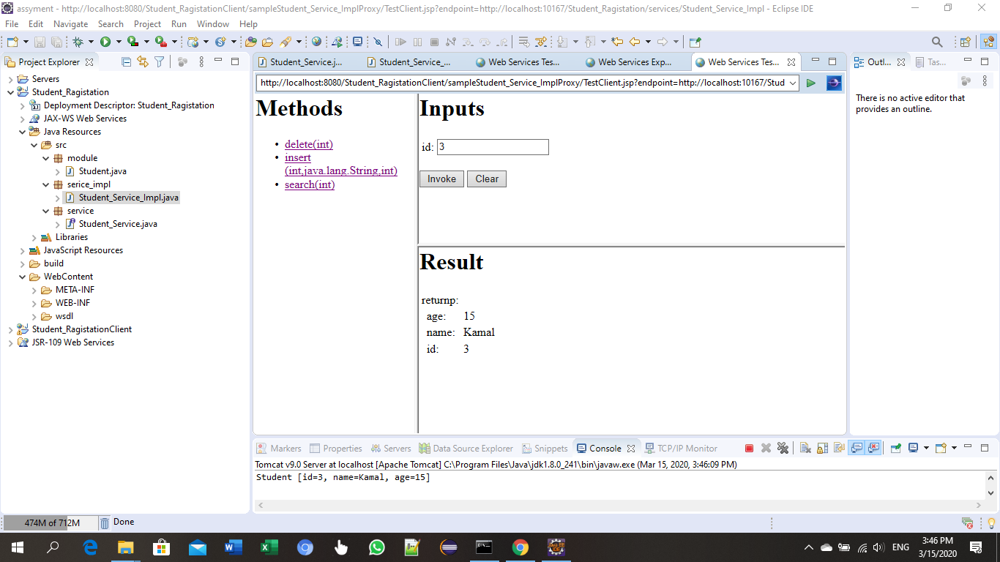 assyment - http://localhost:8080/Student_RagistationClient/sampleStudent_Service_ImplProxy/TestClient.jsp?endpoint=http://localhost:10167/Student_Ragistation/services/Student_Service_Impl - Eclipse IDE
File Edit Navigate Search Project Run Window Help
Project Explorer
Servers
Student_Ragistation
Deployment Descriptor: Student_Ragistation
JAX-WS Web Services
Java Resources
src
module
Student.java
serice_impl
Student_Service_Impl.java
service
Student_Service.java
Libraries
JavaScript Resources
build
WebContent
META-INF
WEB-INF
wsdl
Student_RagistationClient
JSR-109 Web Services
Student_Service.j... Student_Service_... Web Services Tes... Web Services Exp... Web Services Tes...
http://localhost:8080/Student_RagistationClient/sampleStudent_Service_ImplProxy/TestClient.jsp?endpoint=http://localhost:10167/Stud
Methods
delete(int)
insert
(int,java.lang.String,int)
search(int)
Inputs
id: 3
Invoke Clear
Result
returnp:
age: 15
name: Kamal
id: 3
Outl... Tas...
There is no active editor that
provides an outline.
Markers Properties Servers Data Source Explorer Snippets Console TCP/IP Monitor
Tomcat v9.0 Server at localhost [Apache Tomcat] C:\Program Files\Java\jdk1.8.0_241\bin\javaw.exe (Mar 15, 2020, 3:46:09 PM)
Student [id=3, name=Kamal, age=15]
474M of 712M Done
ENG 3:46 PM
3/15/2020